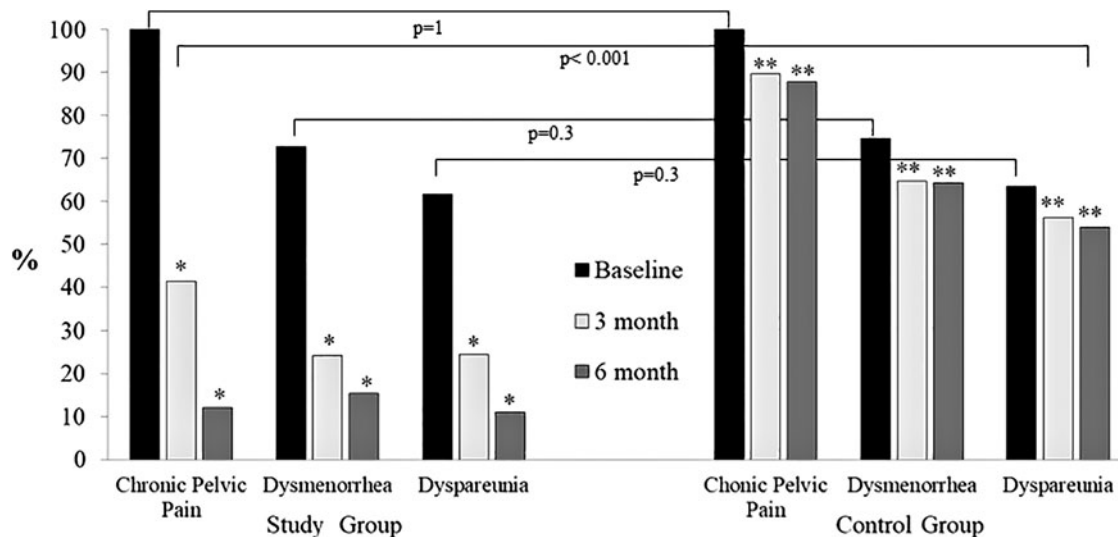 100
90
80
70
60
50
40
30
20
10
0
%
p=1
p< 0.001
p=0.3
p=0.3
*
*
*
*
*
*
**
**
**
**
**
**
Baseline
3 month
6 month
Chronic Pelvic
Pain
Dysmenorrhea
Dyspareunia
Study Group
Chonic Pelvic
Pain
Dysmenorrhea
Dyspareunia
Control Group